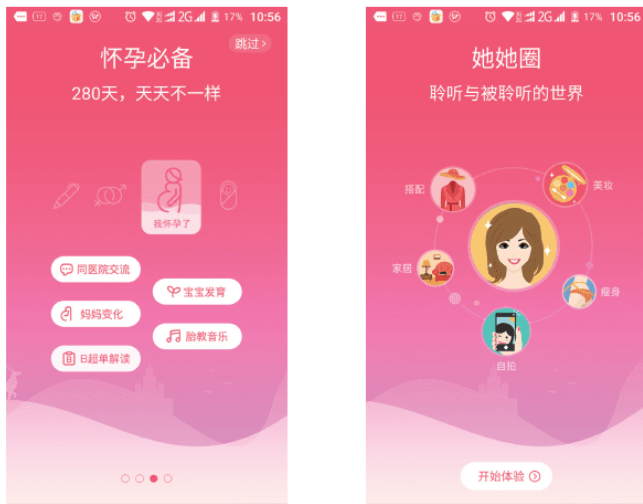 2G 17% 10:56
跳过
怀孕必备
280天，天天不一样
我怀孕了
同医院交流
宝宝发育
妈妈变化
胎教音乐
B超单解读
2G 17% 10:56
她她圈
聆听与被聆听的世界
搭配
美妆
家居
瘦身
自拍
开始体验